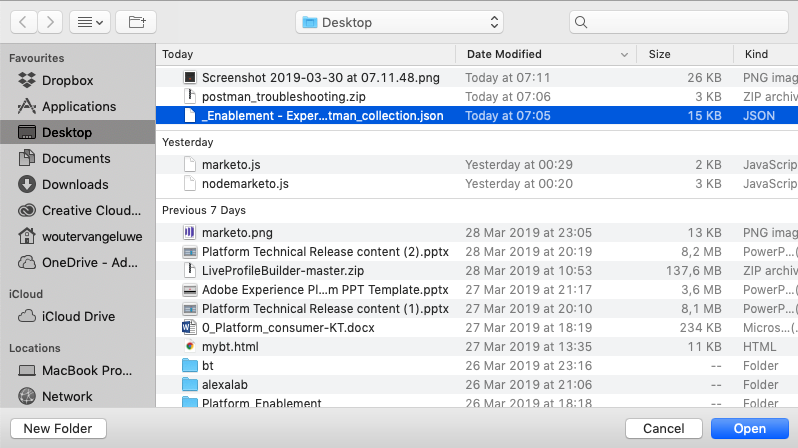 Desktop
Favourites
Dropbox
Applications
Desktop
Documents
Downloads
Creative Cloud...
woutervangeluwe
OneDrive - Ad...
iCloud
iCloud Drive
Locations
MacBook Pro...
Network
Today Date Modified Size Kind
Screenshot 2019-03-30 at 07.11.48.png Today at 07:11 26 KB PNG imag
postman_troubleshooting.zip Today at 07:06 3 KB ZIP archiv
_Enablement - Exper...tman_collection.json Today at 07:05 15 KB JSON
Yesterday
marketo.js Yesterday at 00:29 2 KB JavaScrip
nodemarketo.js Yesterday at 00:20 3 KB JavaScrip
Previous 7 Days
marketo.png 28 Mar 2019 at 23:05 13 KB PNG imag
Platform Technical Release content (2).pptx 28 Mar 2019 at 20:19 8,2 MB PowerP...(
LiveProfileBuilder-master.zip 28 Mar 2019 at 10:53 137,6 MB ZIP archiv
Adobe Experience Pl...m PPT Template.pptx 27 Mar 2019 at 21:17 3,6 MB PowerP...(
Platform Technical Release content (1).pptx 27 Mar 2019 at 20:10 8,1 MB PowerP...(
0_Platform_consumer-KT.docx 27 Mar 2019 at 18:19 234 KB Micros...(
mybt.html 27 Mar 2019 at 13:35 11 KB HTML
bt 26 Mar 2019 at 23:16 -- Folder
alexalab 26 Mar 2019 at 21:06 -- Folder
Platform_Enablement 26 Mar 2019 at 18:18 -- Folder
New Folder Cancel Open